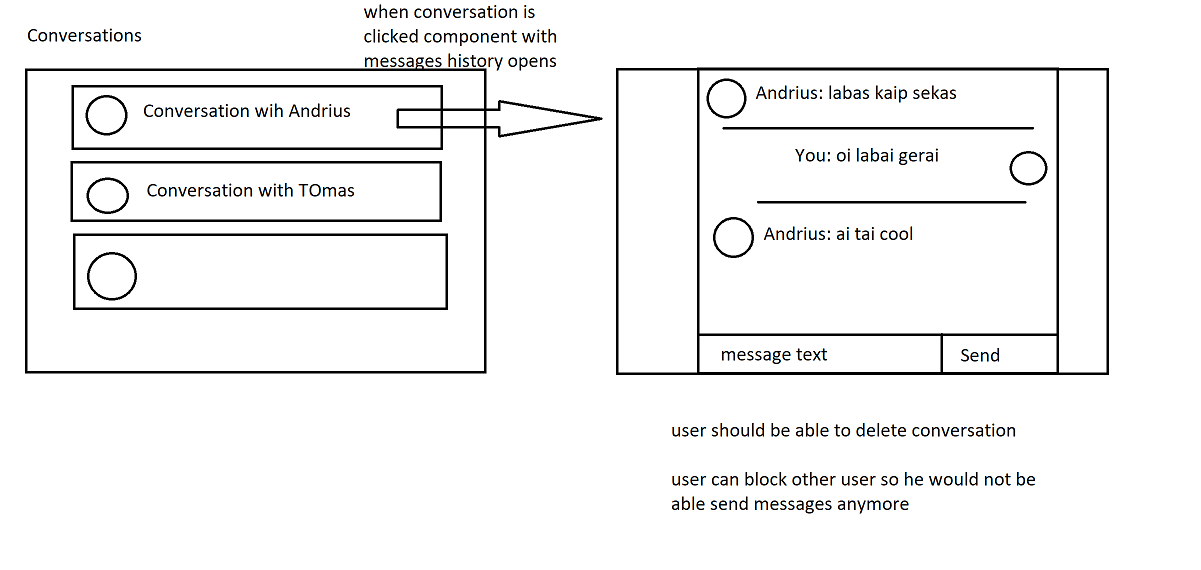 Conversations
when conversation is
clicked component with
messages history opens
Conversation wih Andrius
Conversation with TOmas
Andrius: labas kaip sekas
You: oi labai gerai
Andrius: ai tai cool
message text
Send
user should be able to delete conversation
user can block other user so he would not be
able send messages anymore